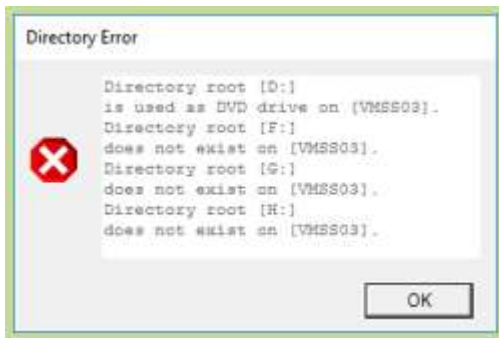 Directory Error
Directory root [D:]
is used as DVD drive on [VMSS03].
Directory root [F:]
does not exist on [VMSS03].
Directory root [G:]
does not exist on [VMSS03].
Directory root [H:]
does not exist on [VMSS03].
OK